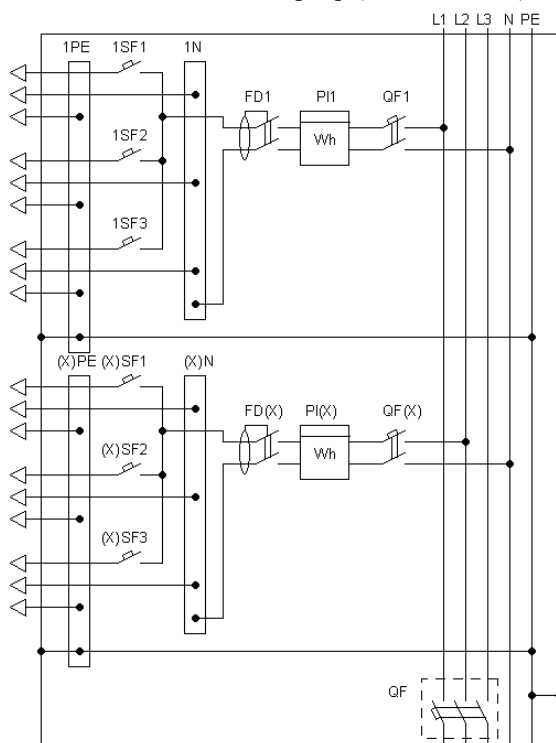 L1 L2 L3 N PE
1PE 1SF1 1N
FD1 PI1 QF1
Wh
1SF2
1SF3
(X)PE (X)SF1 (X)N
FD(X) PI(X) QF(X)
Wh
(X)SF2
(X)SF3
QF